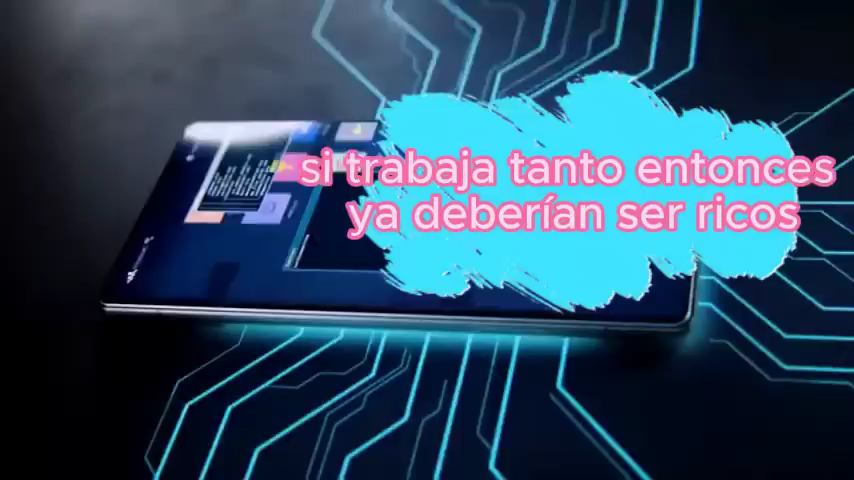 si trabaja tanto entonces
ya deberían ser ricos